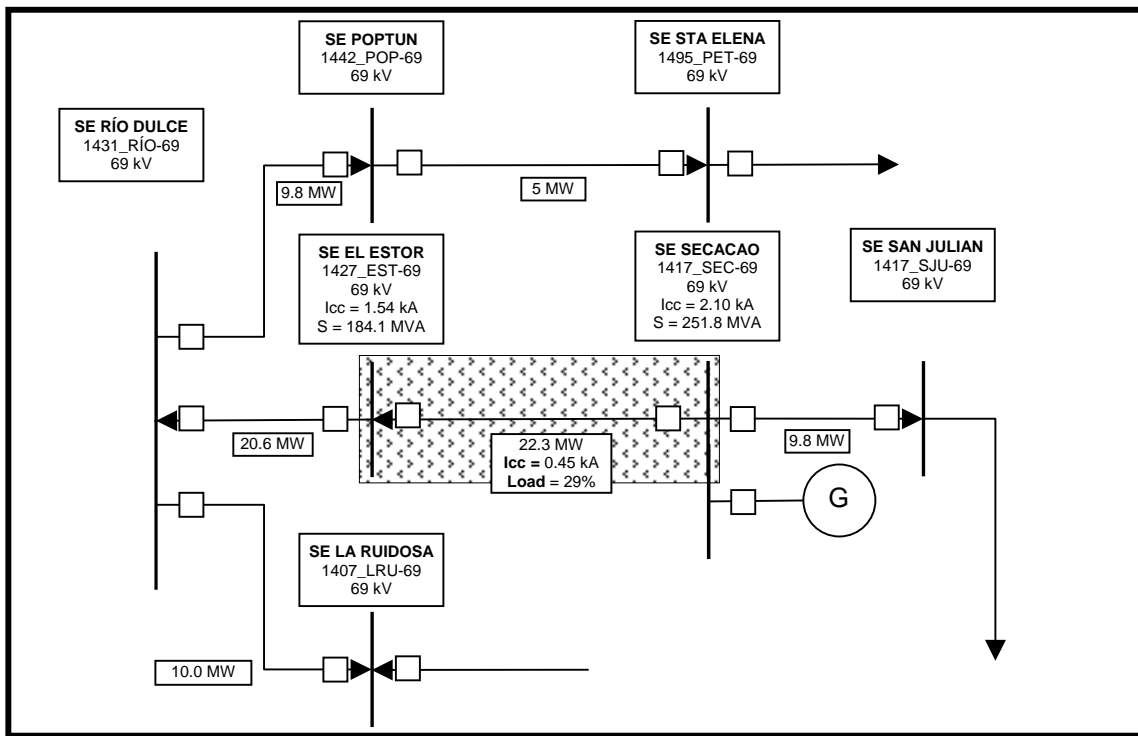 SE POPTUN
1442_POP-69
69 kV
SE STA ELENA
1495_PET-69
69 kV
SE RÍO DULCE
1431_RÍO-69
69 kV
9.8 MW
5 MW
SE EL ESTOR
1427_EST-69
69 kV
Icc = 1.54 kA
S = 184.1 MVA
SE SECACAO
1417_SEC-69
69 kV
Icc = 2.10 kA
S = 251.8 MVA
SE SAN JULIAN
1417_SJU-69
69 kV
20.6 MW
22.3 MW
Icc = 0.45 kA
Load = 29%
9.8 MW
G
SE LA RUIDOSA
1407_LRU-69
69 kV
10.0 MW